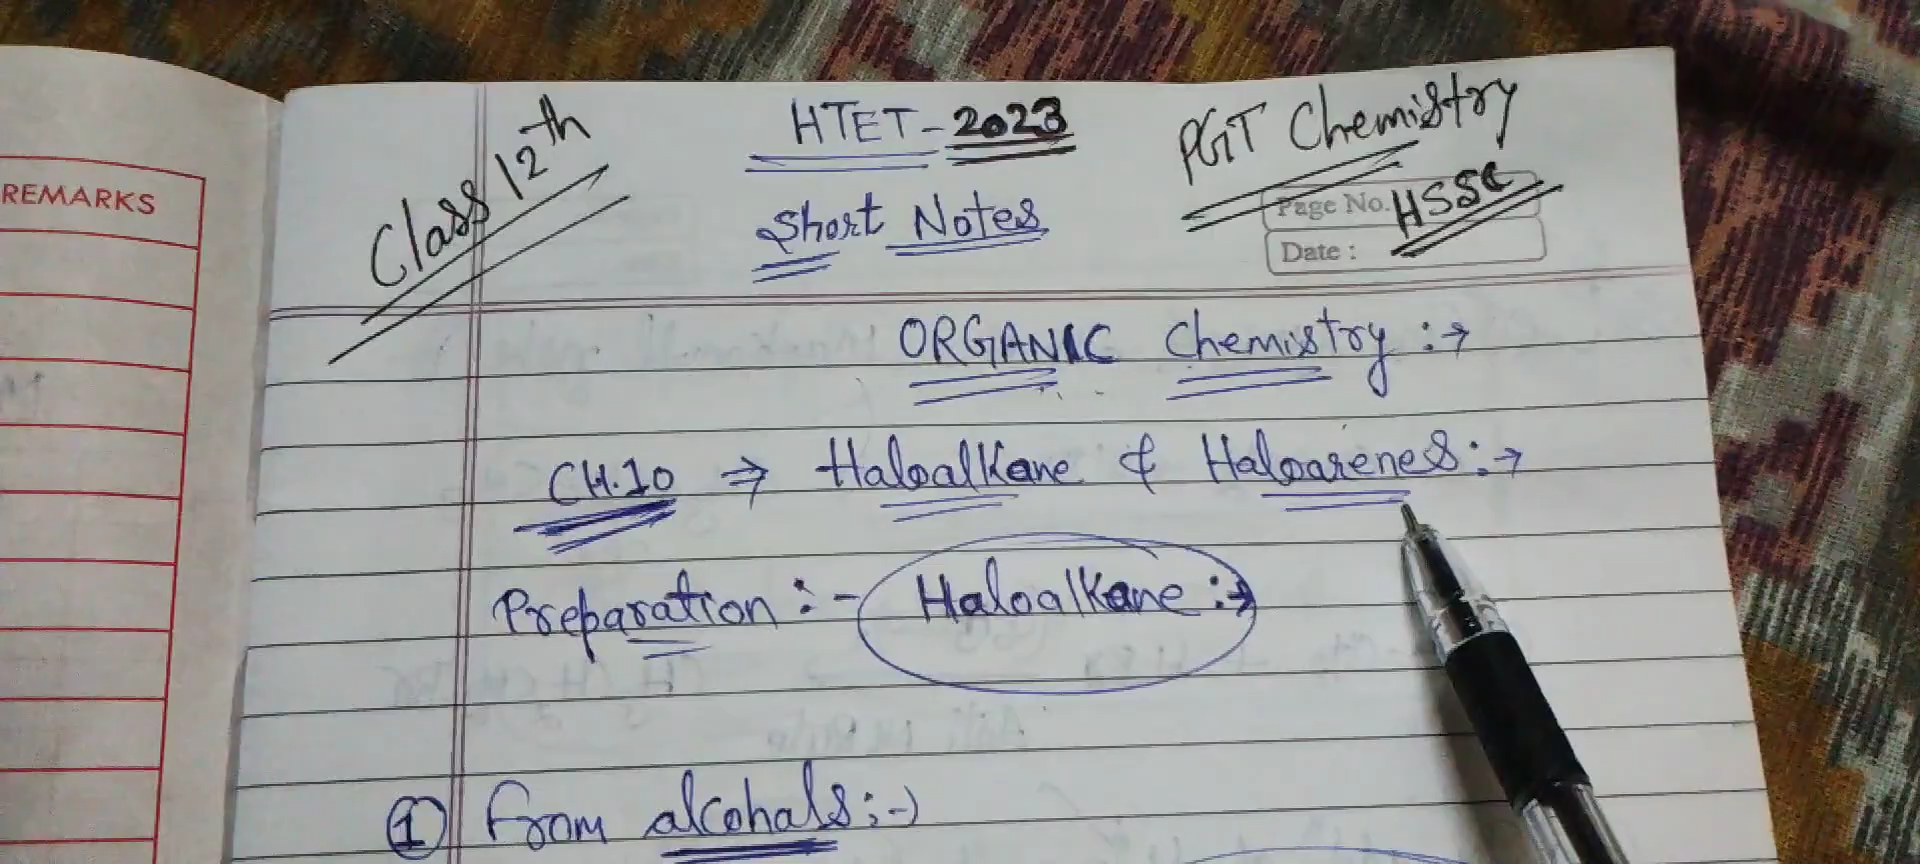 REMARKS
Class 12th
HTET-2023
Short Notes
PGT Chemistry
Page No. HSSC
Date :
ORGANIC Chemistry :→
CH.10 ⇒ Haloalkane & Haloarenes :→
Preparation :- Haloalkane :→
① from alcohals :-)